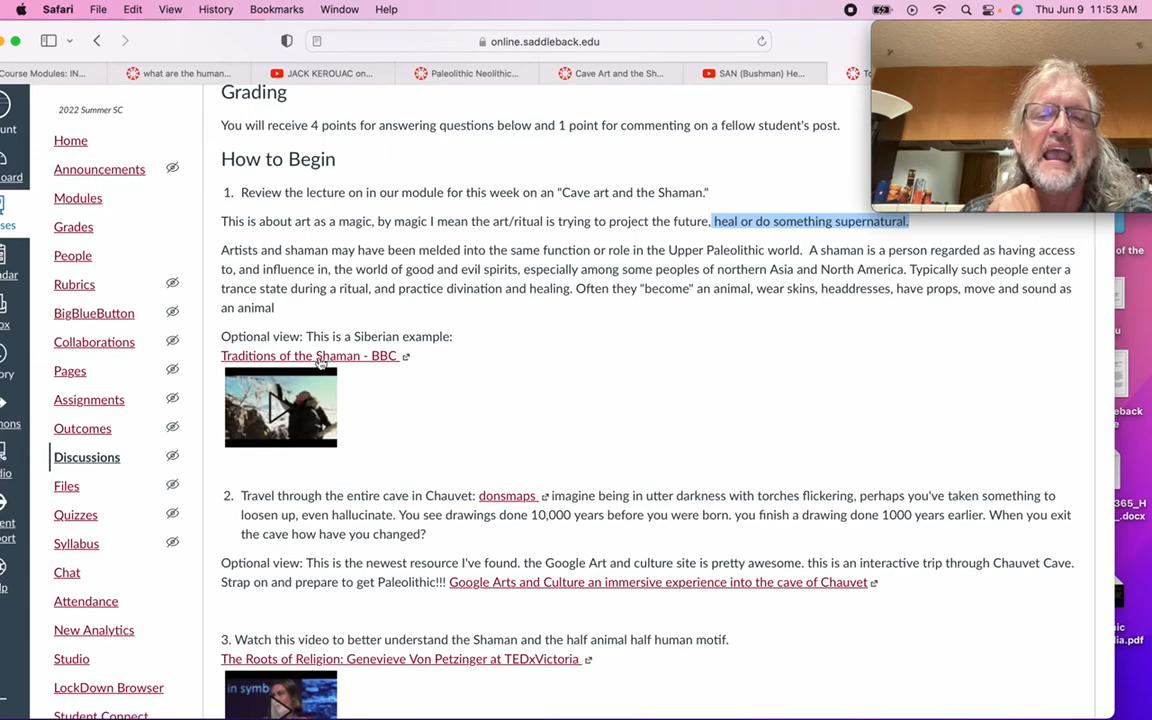 Safari File Edit View History Bookmarks Window Help Thu Jun 9 11:53 AM
online.saddleback.edu
Course Modules: IN... what are the human... JACK KEROUAC on... Paleolithic Neolithic... Cave Art and the Sh... SAN (Bushman) He... To
2022 Summer SC
Home
Announcements
Modules
Grades
People
Rubrics
BigBlueButton
Collaborations
Pages
Assignments
Outcomes
Discussions
Files
Quizzes
Syllabus
Chat
Attendance
New Analytics
Studio
LockDown Browser
Student Connect
Grading
You will receive 4 points for answering questions below and 1 point for commenting on a fellow student's post.
How to Begin
1. Review the lecture on in our module for this week on an "Cave art and the Shaman."
This is about art as a magic, by magic I mean the art/ritual is trying to project the future, heal or do something supernatural.
Artists and shaman may have been melded into the same function or role in the Upper Paleolithic world. A shaman is a person regarded as having access
to, and influence in, the world of good and evil spirits, especially among some peoples of northern Asia and North America. Typically such people enter a
trance state during a ritual, and practice divination and healing. Often they "become" an animal, wear skins, headdresses, have props, move and sound as
an animal
Optional view: This is a Siberian example:
Traditions of the Shaman - BBC
2. Travel through the entire cave in Chauvet: donsmaps imagine being in utter darkness with torches flickering, perhaps you've taken something to
loosen up, even hallucinate. You see drawings done 10,000 years before you were born. you finish a drawing done 1000 years earlier. When you exit
the cave how have you changed?
Optional view: This is the newest resource I've found. the Google Art and culture site is pretty awesome. this is an interactive trip through Chauvet Cave.
Strap on and prepare to get Paleolithic!!! Google Arts and Culture an immersive experience into the cave of Chauvet
3. Watch this video to better understand the Shaman and the half animal half human motif.
The Roots of Religion: Genevieve Von Petzinger at TEDxVictoria
in symb
of the
back
365_H
_.docx
.pdf